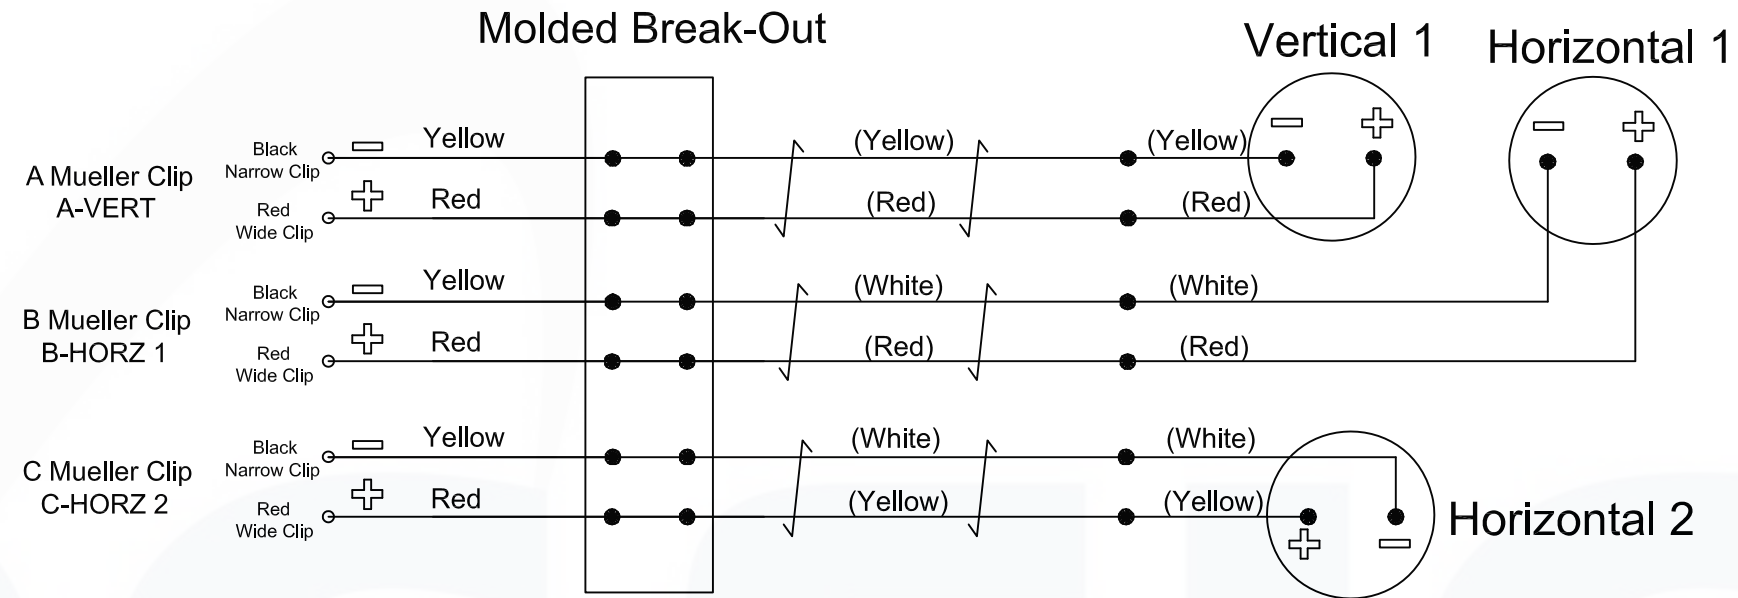 Molded Break-Out
Vertical 1
Horizontal 1
A Mueller Clip
A-VERT
Black
Narrow Clip
Yellow
(Yellow)
(Yellow)
Red
Wide Clip
Red
(Red)
(Red)
B Mueller Clip
B-HORZ 1
Black
Narrow Clip
Yellow
(White)
(White)
Red
Wide Clip
Red
(Red)
(Red)
C Mueller Clip
C-HORZ 2
Black
Narrow Clip
Yellow
(White)
(White)
Red
Wide Clip
Red
(Yellow)
(Yellow)
Horizontal 2